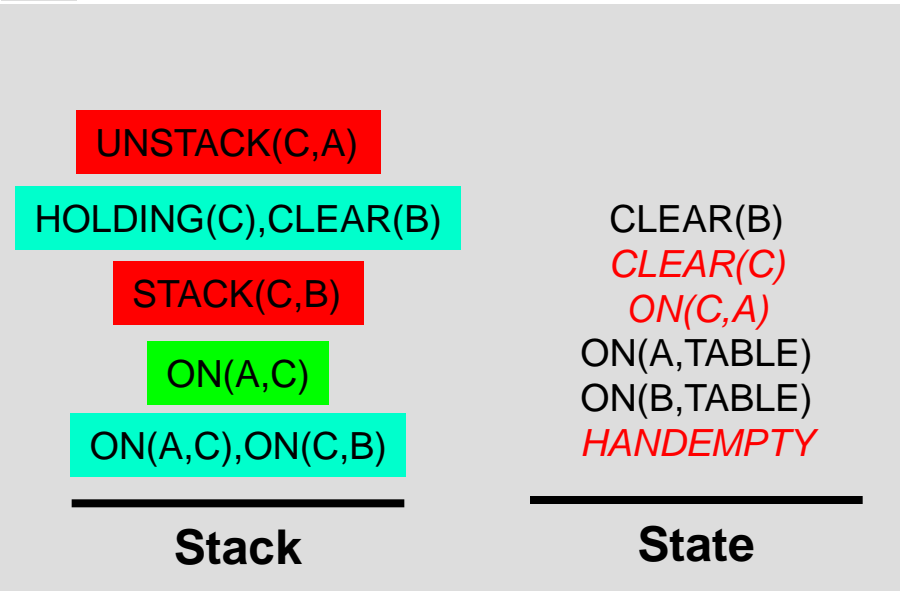 UNSTACK(C,A)
HOLDING(C),CLEAR(B)
STACK(C,B)
ON(A,C)
ON(A,C),ON(C,B)
Stack
CLEAR(B)
CLEAR(C)
ON(C,A)
ON(A,TABLE)
ON(B,TABLE)
HANDEMPTY
State